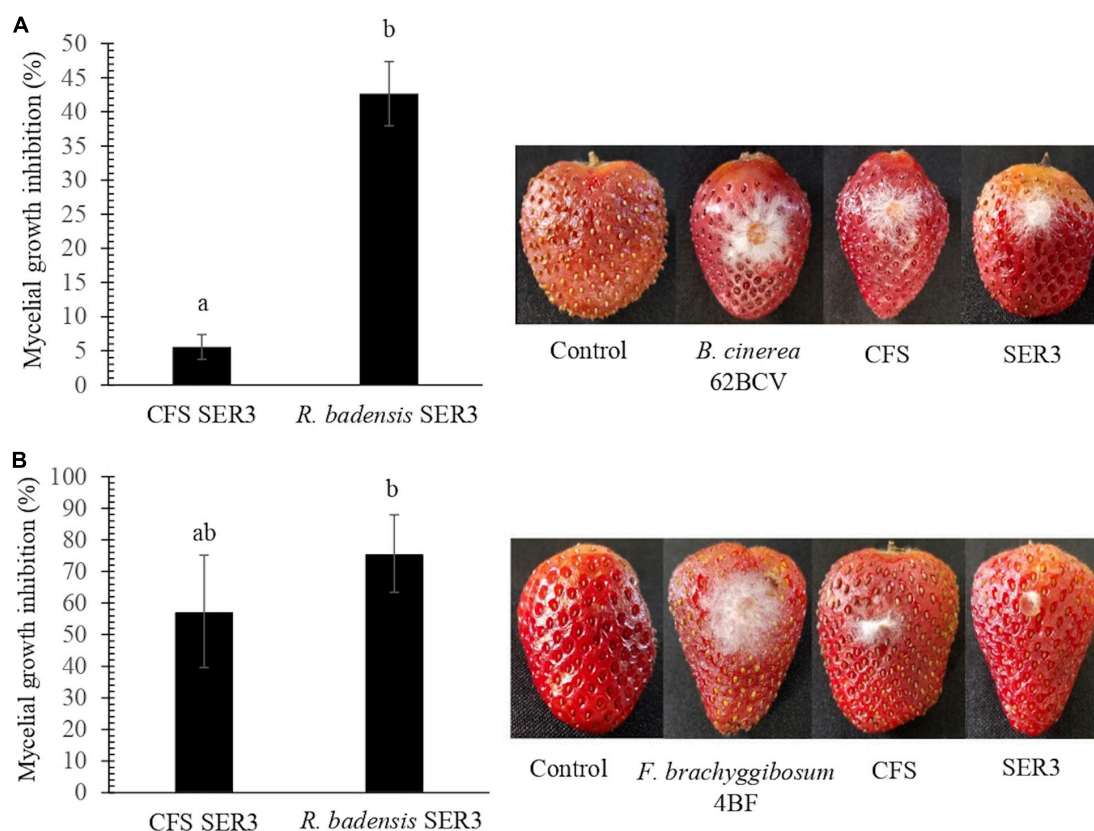 A
Mycelial growth inhibition (%)
50
45
40
35
30
25
20
15
10
5
0
a
b
CFS SER3
R. badensis SER3
Control
B. cinerea
62BCV
CFS
SER3
B
Mycelial growth inhibition (%)
100
90
80
70
60
50
40
30
20
10
0
ab
b
CFS SER3
R. badensis SER3
Control
F. brachyggibosum
4BF
CFS
SER3